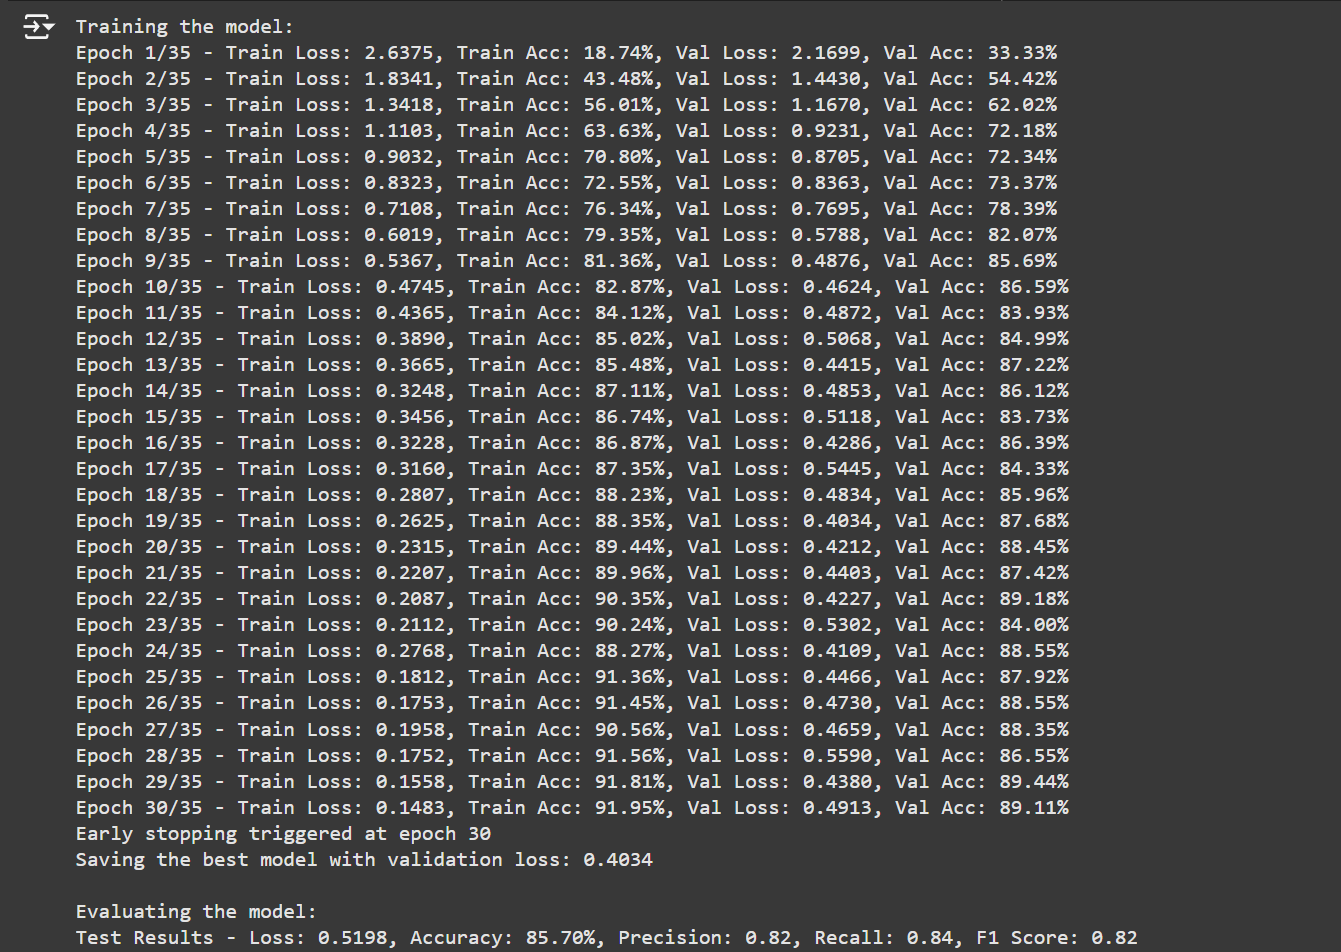 Training the model:
Epoch 1/35 - Train Loss: 2.6375, Train Acc: 18.74%, Val Loss: 2.1699, Val Acc: 33.33%
Epoch 2/35 - Train Loss: 1.8341, Train Acc: 43.48%, Val Loss: 1.4430, Val Acc: 54.42%
Epoch 3/35 - Train Loss: 1.3418, Train Acc: 56.01%, Val Loss: 1.1670, Val Acc: 62.02%
Epoch 4/35 - Train Loss: 1.1103, Train Acc: 63.63%, Val Loss: 0.9231, Val Acc: 72.18%
Epoch 5/35 - Train Loss: 0.9032, Train Acc: 70.80%, Val Loss: 0.8705, Val Acc: 72.34%
Epoch 6/35 - Train Loss: 0.8323, Train Acc: 72.55%, Val Loss: 0.8363, Val Acc: 73.37%
Epoch 7/35 - Train Loss: 0.7108, Train Acc: 76.34%, Val Loss: 0.7695, Val Acc: 78.39%
Epoch 8/35 - Train Loss: 0.6019, Train Acc: 79.35%, Val Loss: 0.5788, Val Acc: 82.07%
Epoch 9/35 - Train Loss: 0.5367, Train Acc: 81.36%, Val Loss: 0.4876, Val Acc: 85.69%
Epoch 10/35 - Train Loss: 0.4745, Train Acc: 82.87%, Val Loss: 0.4624, Val Acc: 86.59%
Epoch 11/35 - Train Loss: 0.4365, Train Acc: 84.12%, Val Loss: 0.4872, Val Acc: 83.93%
Epoch 12/35 - Train Loss: 0.3890, Train Acc: 85.02%, Val Loss: 0.5068, Val Acc: 84.99%
Epoch 13/35 - Train Loss: 0.3665, Train Acc: 85.48%, Val Loss: 0.4415, Val Acc: 87.22%
Epoch 14/35 - Train Loss: 0.3248, Train Acc: 87.11%, Val Loss: 0.4853, Val Acc: 86.12%
Epoch 15/35 - Train Loss: 0.3456, Train Acc: 86.74%, Val Loss: 0.5118, Val Acc: 83.73%
Epoch 16/35 - Train Loss: 0.3228, Train Acc: 86.87%, Val Loss: 0.4286, Val Acc: 86.39%
Epoch 17/35 - Train Loss: 0.3160, Train Acc: 87.35%, Val Loss: 0.5445, Val Acc: 84.33%
Epoch 18/35 - Train Loss: 0.2807, Train Acc: 88.23%, Val Loss: 0.4834, Val Acc: 85.96%
Epoch 19/35 - Train Loss: 0.2625, Train Acc: 88.35%, Val Loss: 0.4034, Val Acc: 87.68%
Epoch 20/35 - Train Loss: 0.2315, Train Acc: 89.44%, Val Loss: 0.4212, Val Acc: 88.45%
Epoch 21/35 - Train Loss: 0.2207, Train Acc: 89.96%, Val Loss: 0.4403, Val Acc: 87.42%
Epoch 22/35 - Train Loss: 0.2087, Train Acc: 90.35%, Val Loss: 0.4227, Val Acc: 89.18%
Epoch 23/35 - Train Loss: 0.2112, Train Acc: 90.24%, Val Loss: 0.5302, Val Acc: 84.00%
Epoch 24/35 - Train Loss: 0.2768, Train Acc: 88.27%, Val Loss: 0.4109, Val Acc: 88.55%
Epoch 25/35 - Train Loss: 0.1812, Train Acc: 91.36%, Val Loss: 0.4466, Val Acc: 87.92%
Epoch 26/35 - Train Loss: 0.1753, Train Acc: 91.45%, Val Loss: 0.4730, Val Acc: 88.55%
Epoch 27/35 - Train Loss: 0.1958, Train Acc: 90.56%, Val Loss: 0.4659, Val Acc: 88.35%
Epoch 28/35 - Train Loss: 0.1752, Train Acc: 91.56%, Val Loss: 0.5590, Val Acc: 86.55%
Epoch 29/35 - Train Loss: 0.1558, Train Acc: 91.81%, Val Loss: 0.4380, Val Acc: 89.44%
Epoch 30/35 - Train Loss: 0.1483, Train Acc: 91.95%, Val Loss: 0.4913, Val Acc: 89.11%
Early stopping triggered at epoch 30
Saving the best model with validation loss: 0.4034

Evaluating the model:
Test Results - Loss: 0.5198, Accuracy: 85.70%, Precision: 0.82, Recall: 0.84, F1 Score: 0.82